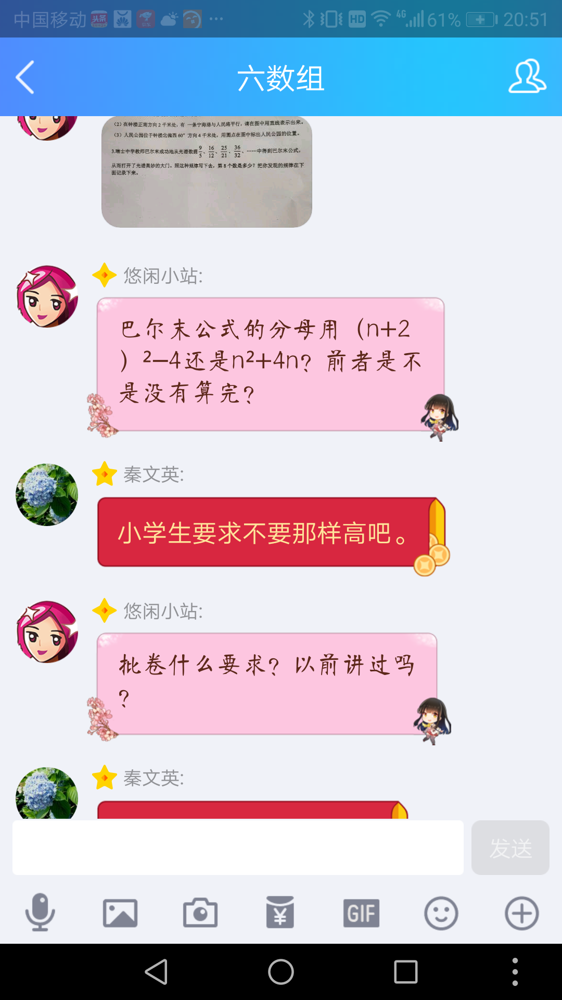 中国移动 头条 京东 ··· HD 4G 61% 20:51
六数组
(2)在钟楼正南方向2千米处,有 一条宁海路与人民路平行,请在图中用直线表示出来。
(3)人民公园位于钟楼北偏西60°方向4千米处,用圆点在图中标出人民公园的位置。
3.瑞士中学教师巴尔末成功地从光谱数据9/5、16/12、25/21、36/32、……中得到巴尔末公式,
从而打开了光谱奥妙的大门。照这种规律写下去,第8个数是多少?把你发现的规律在下
面记录下来。
悠闲小站:
巴尔末公式的分母用(n+2
)²–4还是n²+4n?前者是不
是没有算完?
秦文英:
小学生要求不要那样高吧。
悠闲小站:
批卷什么要求?以前讲过吗
?
秦文英:
发送
¥ GIF